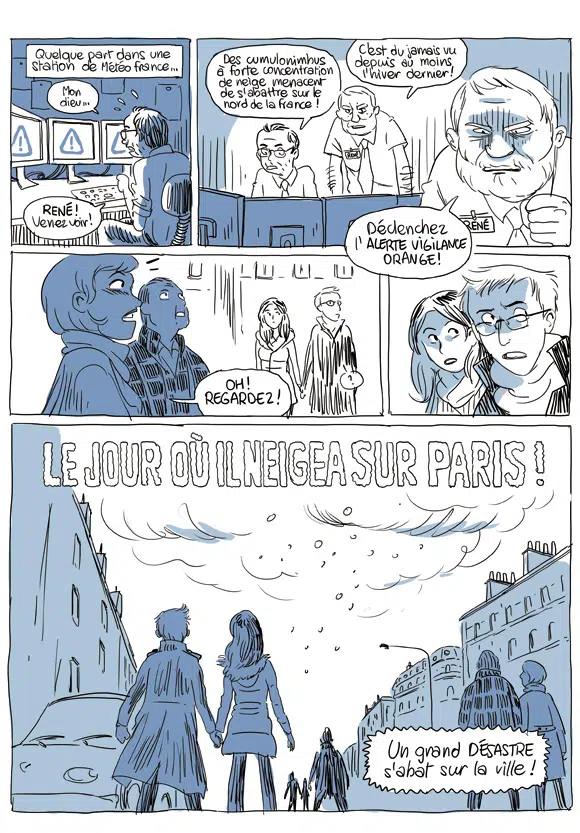 Quelque part dans une
station de Météo france...
Mon
dieu...
RENÉ!
Venez voir!
Des cumulonimbus
à forte concentration
de neige menacent
de s'abattre sur le
nord de la france!
C'est du jamais vu
depuis au moins
l'hiver dernier!
RENÉ
RENÉ
Déclenchez
l'ALERTE VIGILANCE
ORANGE!
OH!
REGARDEZ!
LE JOUR OÙ IL NEIGEA SUR PARIS!
Un grand DÉSASTRE
s'abat sur la ville!